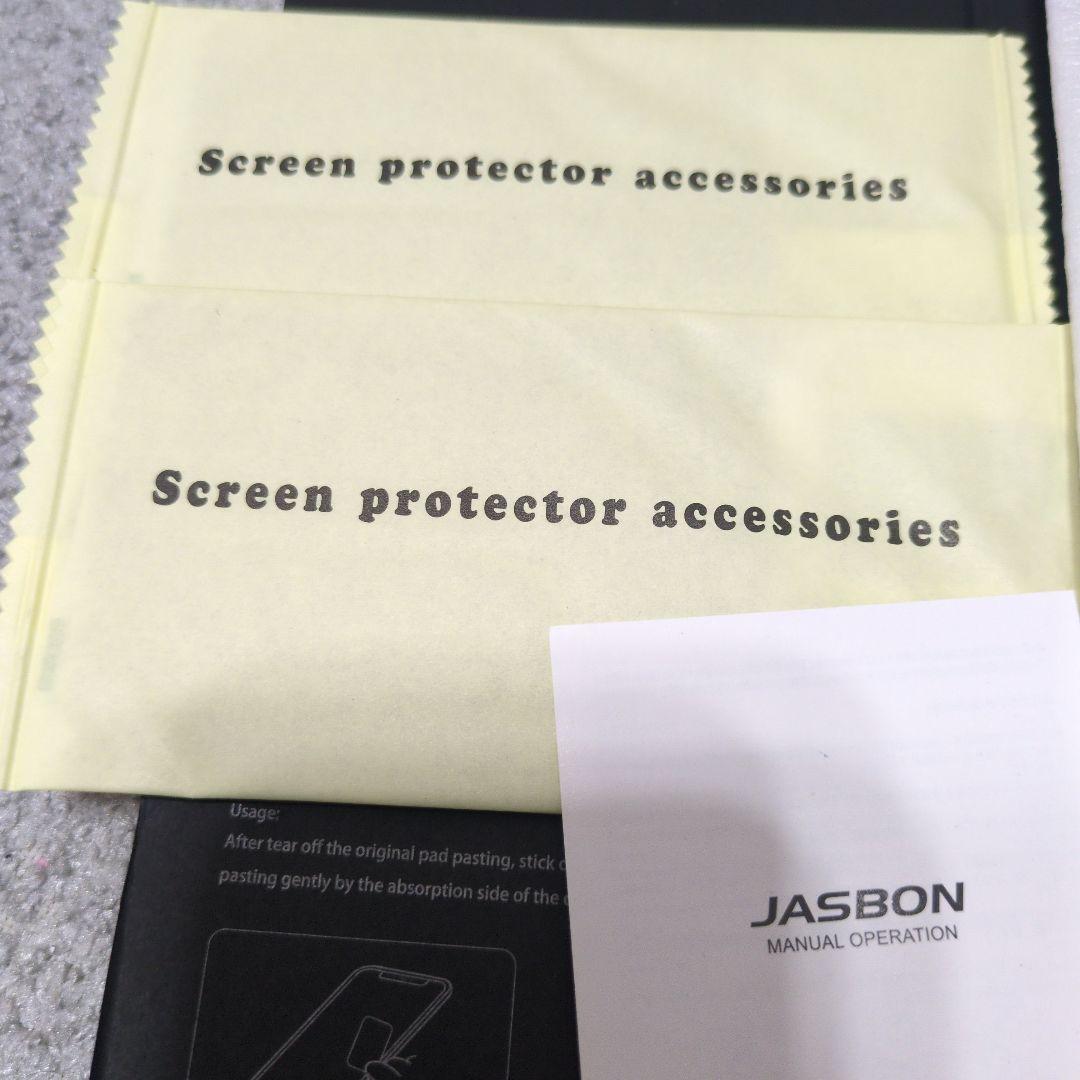 Screen protector accessories
Screen protector accessories
Usage:
After tear off the original pad pasting, stick
pasting gently by the absorption side of the
JASBON
MANUAL OPERATION